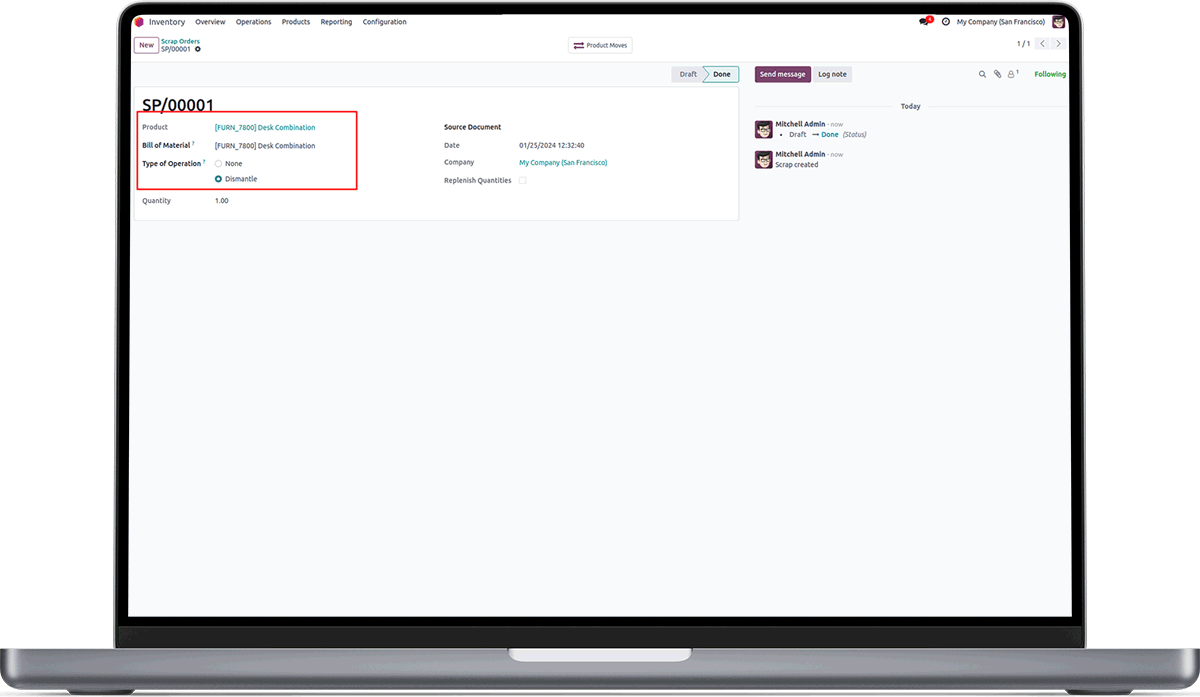 Inventory Overview Operations Products Reporting Configuration
4 My Company (San Francisco)
New Scrap Orders
SP/00001
Product Moves
1 / 1
Draft Done
Send message Log note
1 Following
SP/00001
Product [FURN_7800] Desk Combination
Bill of Material ? [FURN_7800] Desk Combination
Type of Operation ? None
Dismantle
Quantity 1.00
Source Document
Date 01/25/2024 12:32:40
Company My Company (San Francisco)
Replenish Quantities
Today
Mitchell Admin - now
• Draft → Done (Status)
Mitchell Admin - now
Scrap created